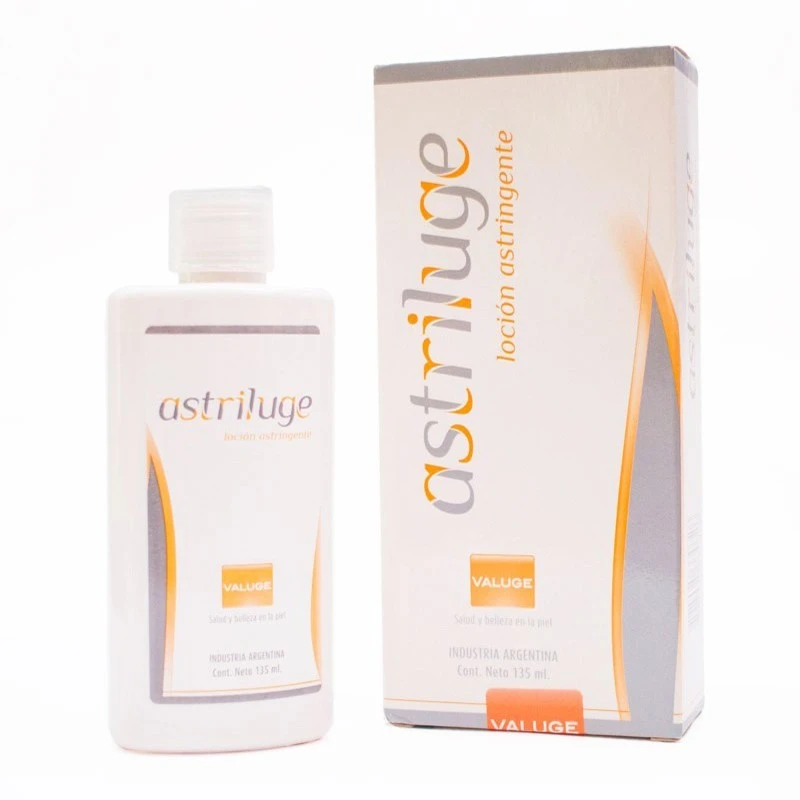 astriluge
loción astringente
VALUGE
Salud y belleza en la piel
INDUSTRIA ARGENTINA
Cont. Neto 135 ml.
astriluge
loción astringente
VALUGE
Salud y belleza en la piel
INDUSTRIA ARGENTINA
Cont. Neto 135 ml.
VALUGE
astriluge